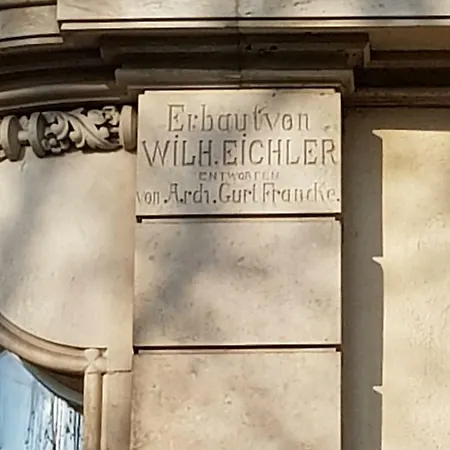 Erbaut von
WILH. EICHLER
ENTWORFEN
von Arch. Curt Francke.